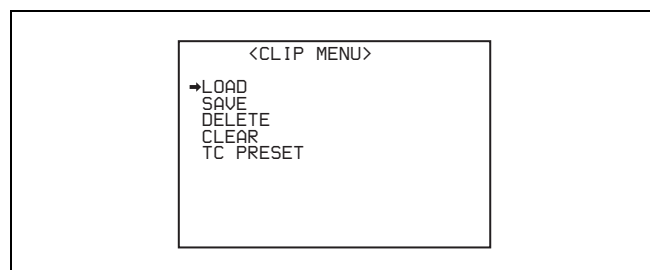 <CLIP MENU>
➡LOAD
SAVE
DELETE
CLEAR
TC PRESET